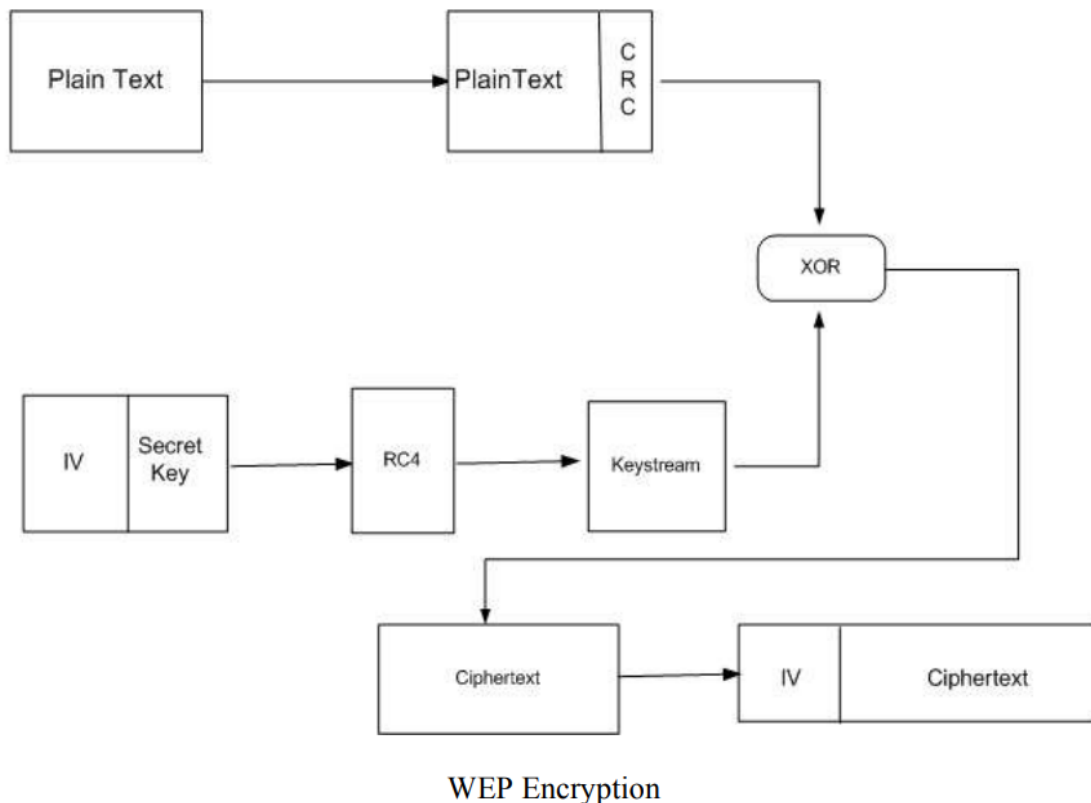 Plain Text
PlainText
C
R
C
XOR
IV
Secret
Key
RC4
Keystream
Ciphertext
IV
Ciphertext
WEP Encryption